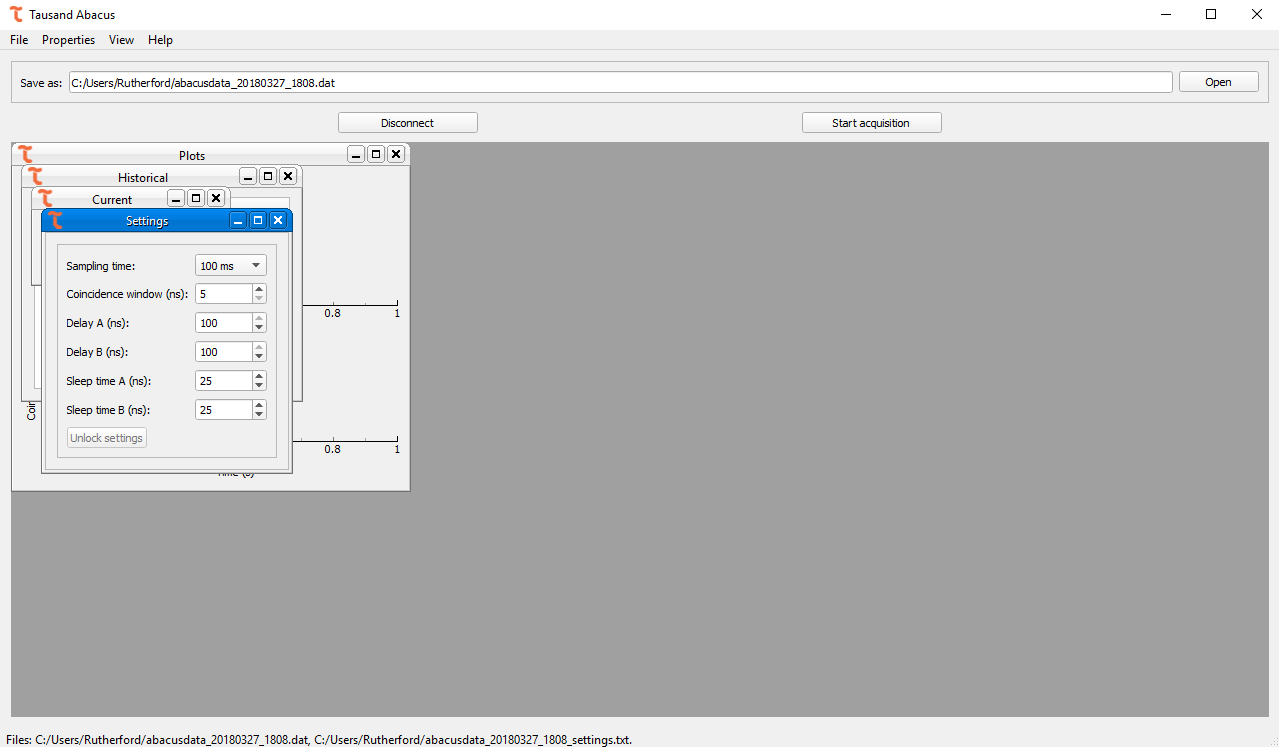 Tausand Abacus
File Properties View Help
Save as: C:/Users/Rutherford/abacusdata_20180327_1808.dat Open
Disconnect Start acquisition
Plots
Historical
Current
Settings
Sampling time: 100 ms
Coincidence window (ns): 5
0.8 1
Delay A (ns): 100
Delay B (ns): 100
Sleep time A (ns): 25
Sleep time B (ns): 25
Unlock settings
0.8 1
Files: C:/Users/Rutherford/abacusdata_20180327_1808.dat, C:/Users/Rutherford/abacusdata_20180327_1808_settings.txt.